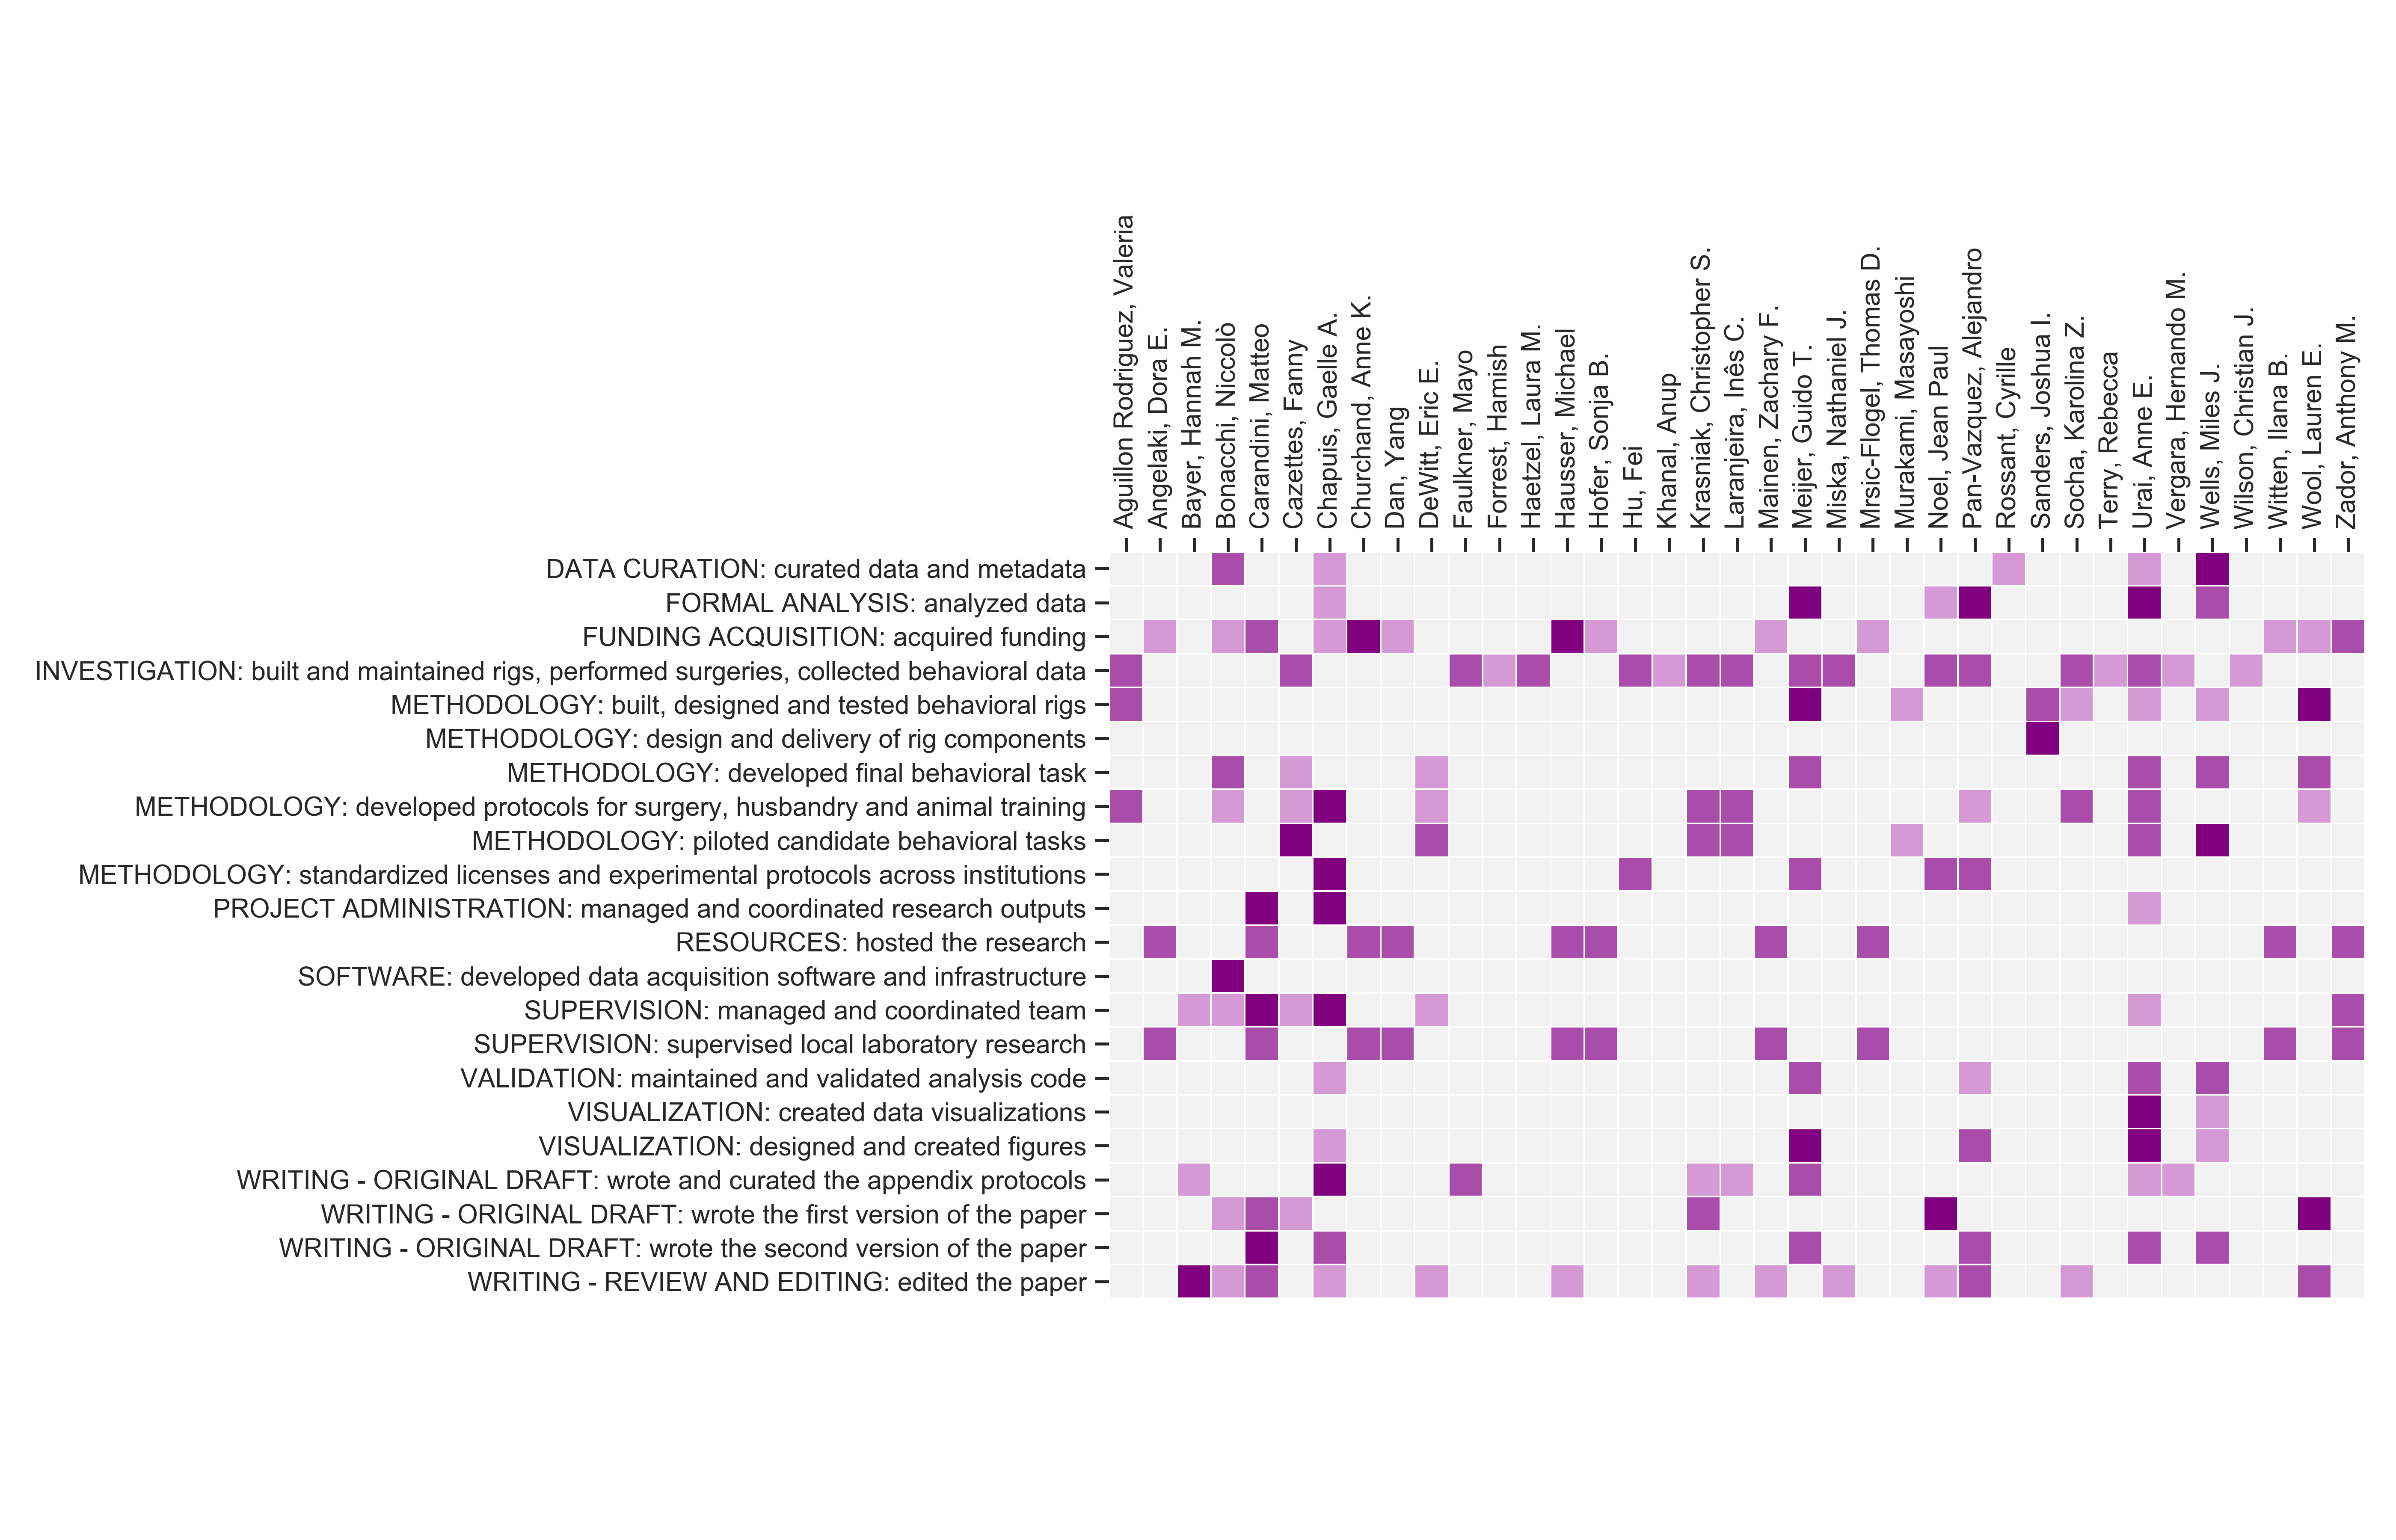 Aguillon Rodriguez, Valeria
Angelaki, Dora E.
Bayer, Hannah M.
Bonacchi, Niccolò
Carandini, Matteo
Cazettes, Fanny
Chapuis, Gaelle A.
Churchand, Anne K.
Dan, Yang
DeWitt, Eric E.
Faulkner, Mayo
Forrest, Hamish
Haetzel, Laura M.
Hausser, Michael
Hofer, Sonja B.
Hu, Fei
Khanal, Anup
Krasniak, Christopher S.
Laranjeira, Inês C.
Mainen, Zachary F.
Meijer, Guido T.
Miska, Nathaniel J.
Mrsic-Flogel, Thomas D.
Murakami, Masayoshi
Noel, Jean Paul
Pan-Vazquez, Alejandro
Rossant, Cyrille
Sanders, Joshua I.
Socha, Karolina Z.
Terry, Rebecca
Urai, Anne E.
Vergara, Hernando M.
Wells, Miles J.
Wilson, Christian J.
Witten, Ilana B.
Wool, Lauren E.
Zador, Anthony M.
DATA CURATION: curated data and metadata
FORMAL ANALYSIS: analyzed data
FUNDING ACQUISITION: acquired funding
INVESTIGATION: built and maintained rigs, performed surgeries, collected behavioral data
METHODOLOGY: built, designed and tested behavioral rigs
METHODOLOGY: design and delivery of rig components
METHODOLOGY: developed final behavioral task
METHODOLOGY: developed protocols for surgery, husbandry and animal training
METHODOLOGY: piloted candidate behavioral tasks
METHODOLOGY: standardized licenses and experimental protocols across institutions
PROJECT ADMINISTRATION: managed and coordinated research outputs
RESOURCES: hosted the research
SOFTWARE: developed data acquisition software and infrastructure
SUPERVISION: managed and coordinated team
SUPERVISION: supervised local laboratory research
VALIDATION: maintained and validated analysis code
VISUALIZATION: created data visualizations
VISUALIZATION: designed and created figures
WRITING - ORIGINAL DRAFT: wrote and curated the appendix protocols
WRITING - ORIGINAL DRAFT: wrote the first version of the paper
WRITING - ORIGINAL DRAFT: wrote the second version of the paper
WRITING - REVIEW AND EDITING: edited the paper